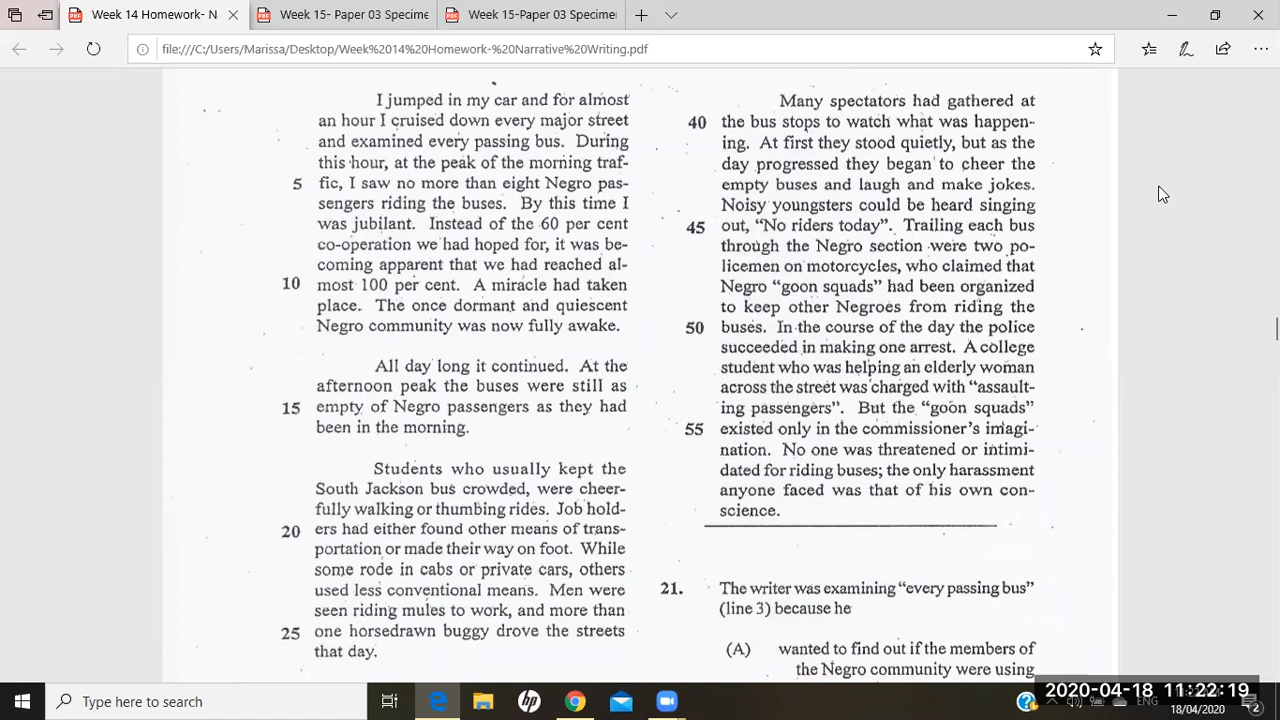 Week 14 Homework- N
Week 15- Paper 03 Specime
Week 15-Paper 03 Specime
file:///C:/Users/Marissa/Desktop/Week%2014%20Homework-%20Narrative%20Writing.pdf
I jumped in my car and for almost
an hour I cruised down every major street
and examined every passing bus. During
this hour, at the peak of the morning traf-
5 fic, I saw no more than eight Negro pas-
sengers riding the buses. By this time I
was jubilant. Instead of the 60 per cent
co-operation we had hoped for, it was be-
coming apparent that we had reached al-
10 most 100 per cent. A miracle had taken
place. The once dormant and quiescent
Negro community was now fully awake.
All day long it continued. At the
afternoon peak the buses were still as
15 empty of Negro passengers as they had
been in the morning.
Students who usually kept the
South Jackson bus crowded, were cheer-
fully walking or thumbing rides. Job hold-
20 ers had either found other means of trans-
portation or made their way on foot. While
some rode in cabs or private cars, others
used less conventional means. Men were
seen riding mules to work, and more than
25 one horsedrawn buggy drove the streets
that day.
Many spectators had gathered at
40 the bus stops to watch what was happen-
ing. At first they stood quietly, but as the
day progressed they began to cheer the
empty buses and laugh and make jokes.
Noisy youngsters could be heard singing
45 out, “No riders today”. Trailing each bus
through the Negro section were two po-
licemen on motorcycles, who claimed that
Negro “goon squads” had been organized
to keep other Negroes from riding the
50 buses. In the course of the day the police
succeeded in making one arrest. A college
student who was helping an elderly woman
across the street was charged with “assault-
ing passengers”. But the “goon squads”
55 existed only in the commissioner's imagi-
nation. No one was threatened or intimi-
dated for riding buses; the only harassment
anyone faced was that of his own con-
science.
21. The writer was examining “every passing bus”
(line 3) because he
(A) wanted to find out if the members of
the Negro community were using
Type here to search
ENG
2020-04-18 11:22:19
18/04/2020